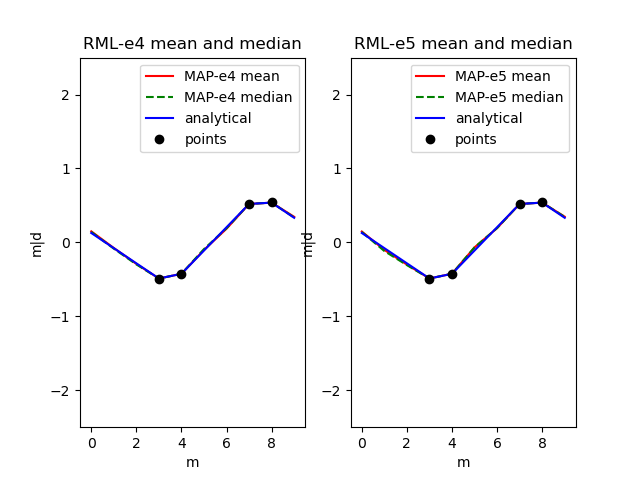 RML-e4 mean and median
MAP-e4 mean
MAP-e4 median
analytical
points
2
1
0
−1
−2
m|d
0 2 4 6 8
m
RML-e5 mean and median
MAP-e5 mean
MAP-e5 median
analytical
points
2
1
0
−1
−2
m|d
0 2 4 6 8
m